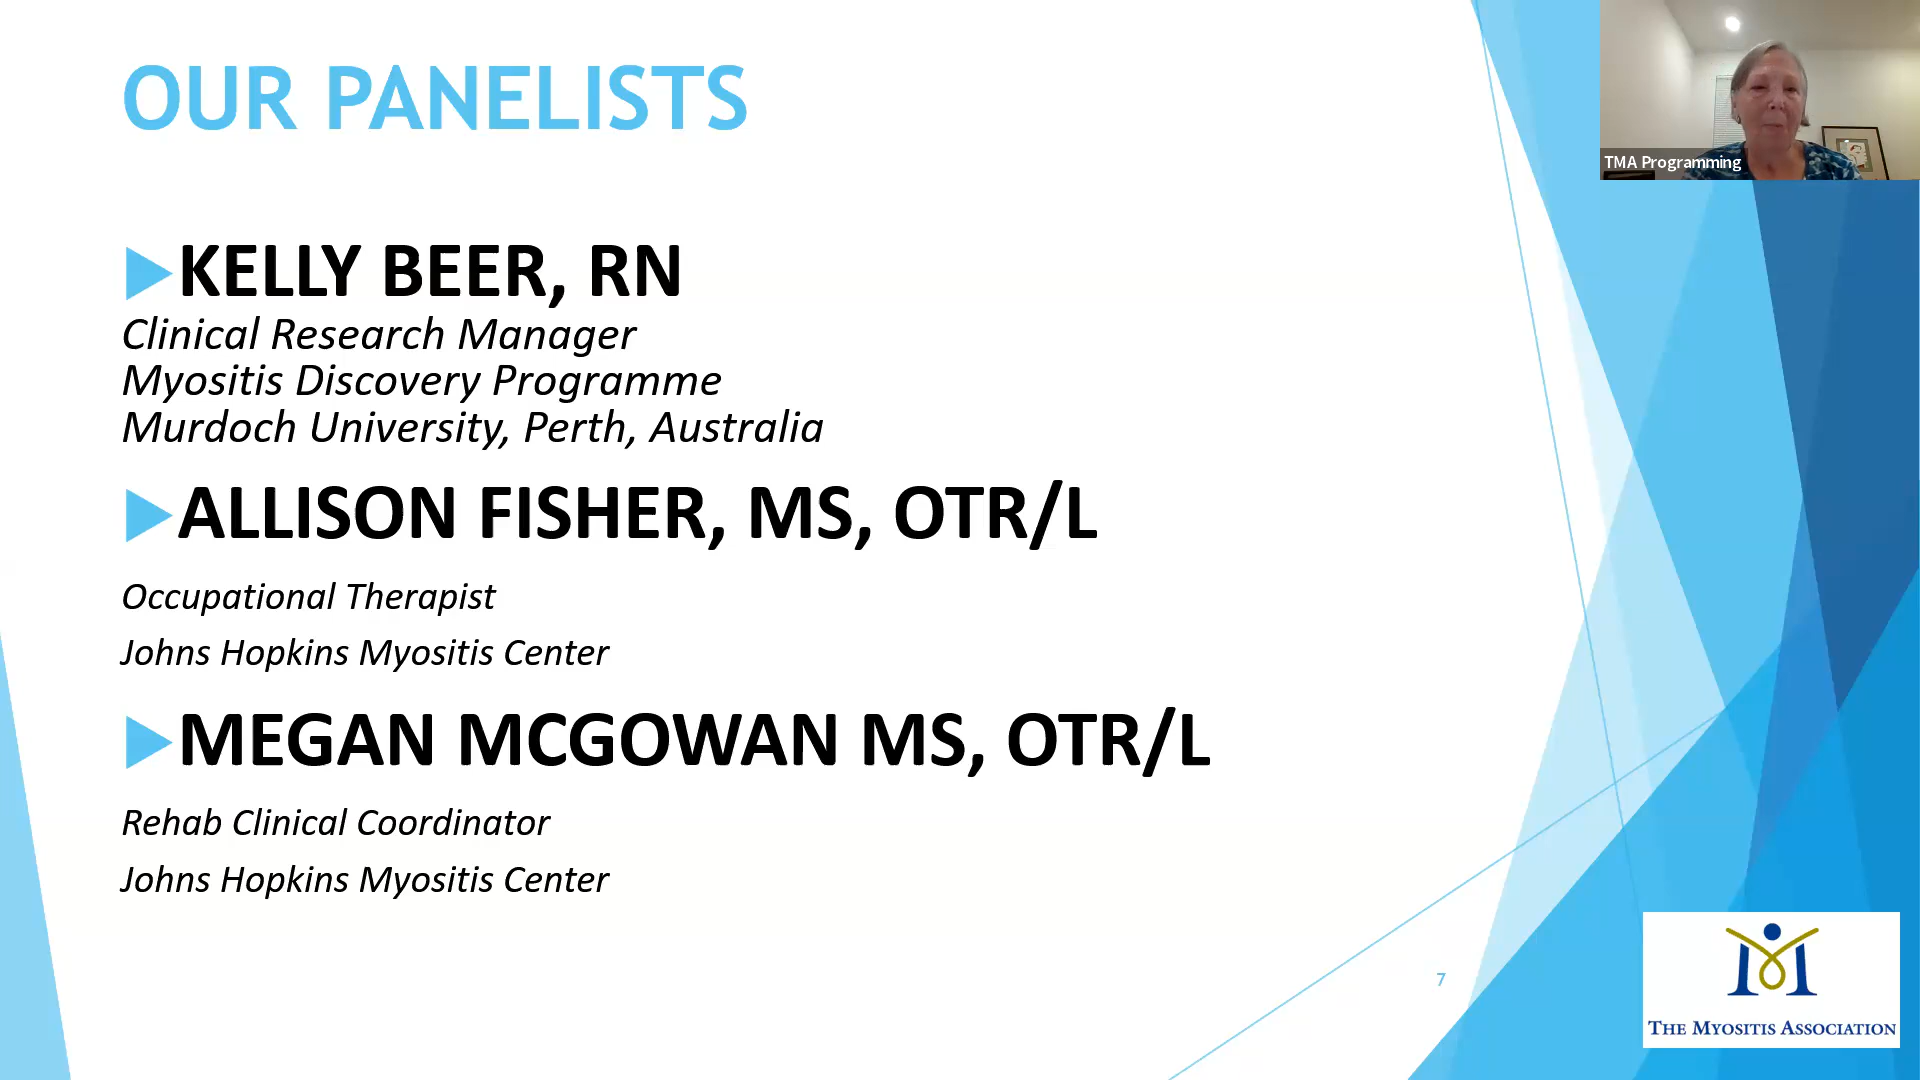 OUR PANELISTS
TMA Programming
KELLY BEER, RN
Clinical Research Manager
Myositis Discovery Programme
Murdoch University, Perth, Australia
ALLISON FISHER, MS, OTR/L
Occupational Therapist
Johns Hopkins Myositis Center
MEGAN MCGOWAN MS, OTR/L
Rehab Clinical Coordinator
Johns Hopkins Myositis Center
7
THE MYOSITIS ASSOCIATION